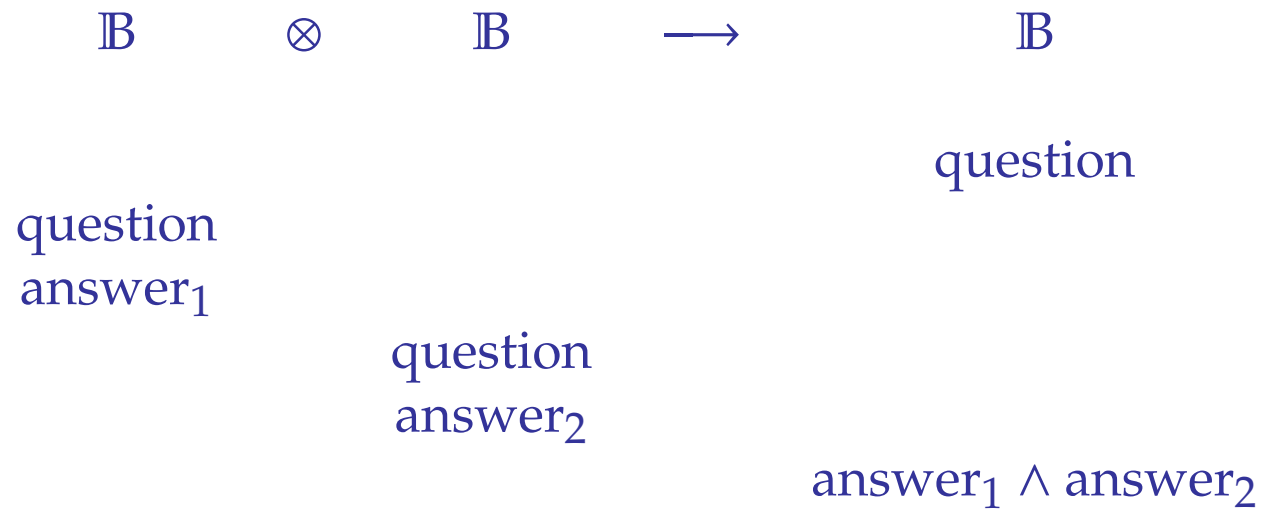 𝔹 ⊗ 𝔹 ⟶ 𝔹
question
question
answer₁
question
answer₂
answer₁ ∧ answer₂